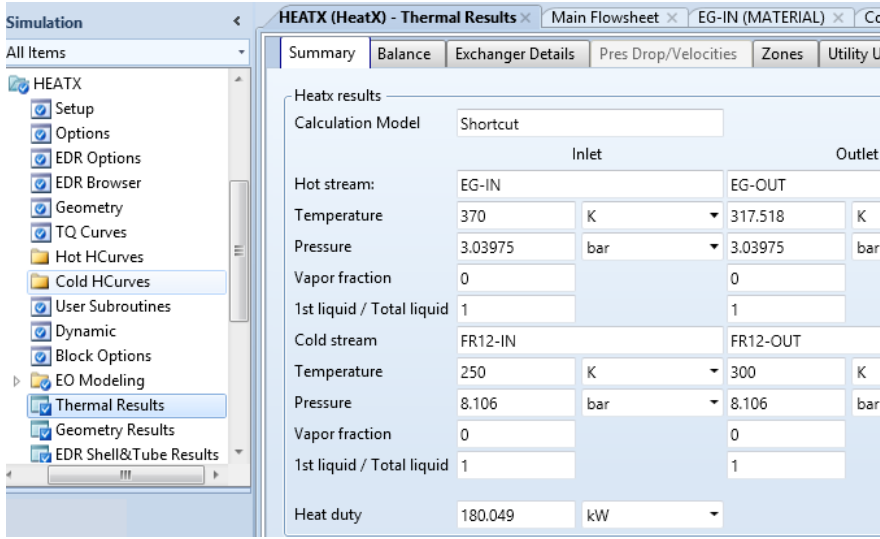 Simulation <
All Items
HEATX
Setup
Options
EDR Options
EDR Browser
Geometry
TQ Curves
Hot HCurves
Cold HCurves
User Subroutines
Dynamic
Block Options
EO Modeling
Thermal Results
Geometry Results
EDR Shell&Tube Results
HEATX (HeatX) - Thermal Results × Main Flowsheet × EG-IN (MATERIAL) × Co
Summary Balance Exchanger Details Pres Drop/Velocities Zones Utility U
Heatx results
Calculation Model Shortcut
Inlet Outlet
Hot stream: EG-IN EG-OUT
Temperature 370 K 317.518 K
Pressure 3.03975 bar 3.03975 bar
Vapor fraction 0 0
1st liquid / Total liquid 1 1
Cold stream FR12-IN FR12-OUT
Temperature 250 K 300 K
Pressure 8.106 bar 8.106 bar
Vapor fraction 0 0
1st liquid / Total liquid 1 1
Heat duty 180.049 kW